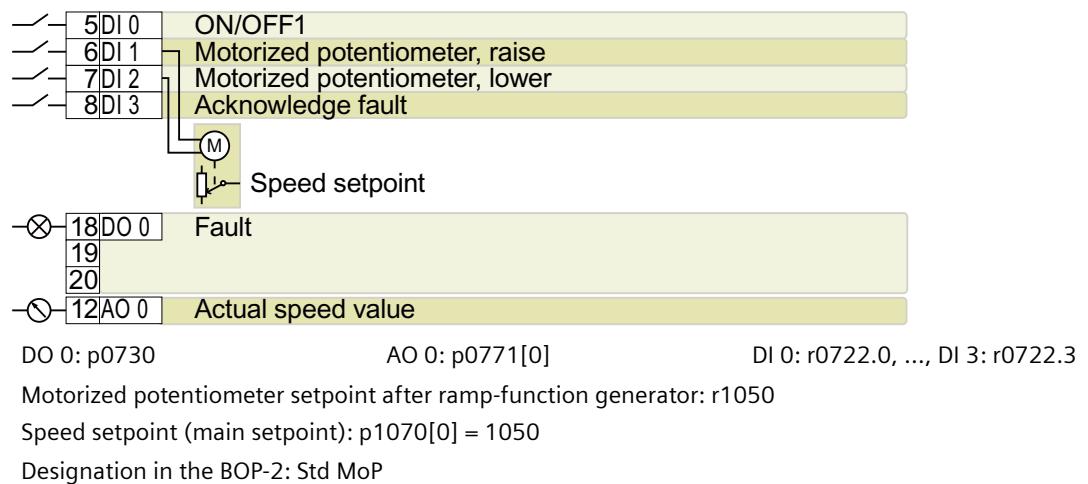 5 DI 0 ON/OFF1
6 DI 1 Motorized potentiometer, raise
7 DI 2 Motorized potentiometer, lower
8 DI 3 Acknowledge fault
M
Speed setpoint
18 DO 0 Fault
19
20
12 AO 0 Actual speed value
DO 0: p0730 AO 0: p0771[0] DI 0: r0722.0, ..., DI 3: r0722.3
Motorized potentiometer setpoint after ramp-function generator: r1050
Speed setpoint (main setpoint): p1070[0] = 1050
Designation in the BOP-2: Std MoP